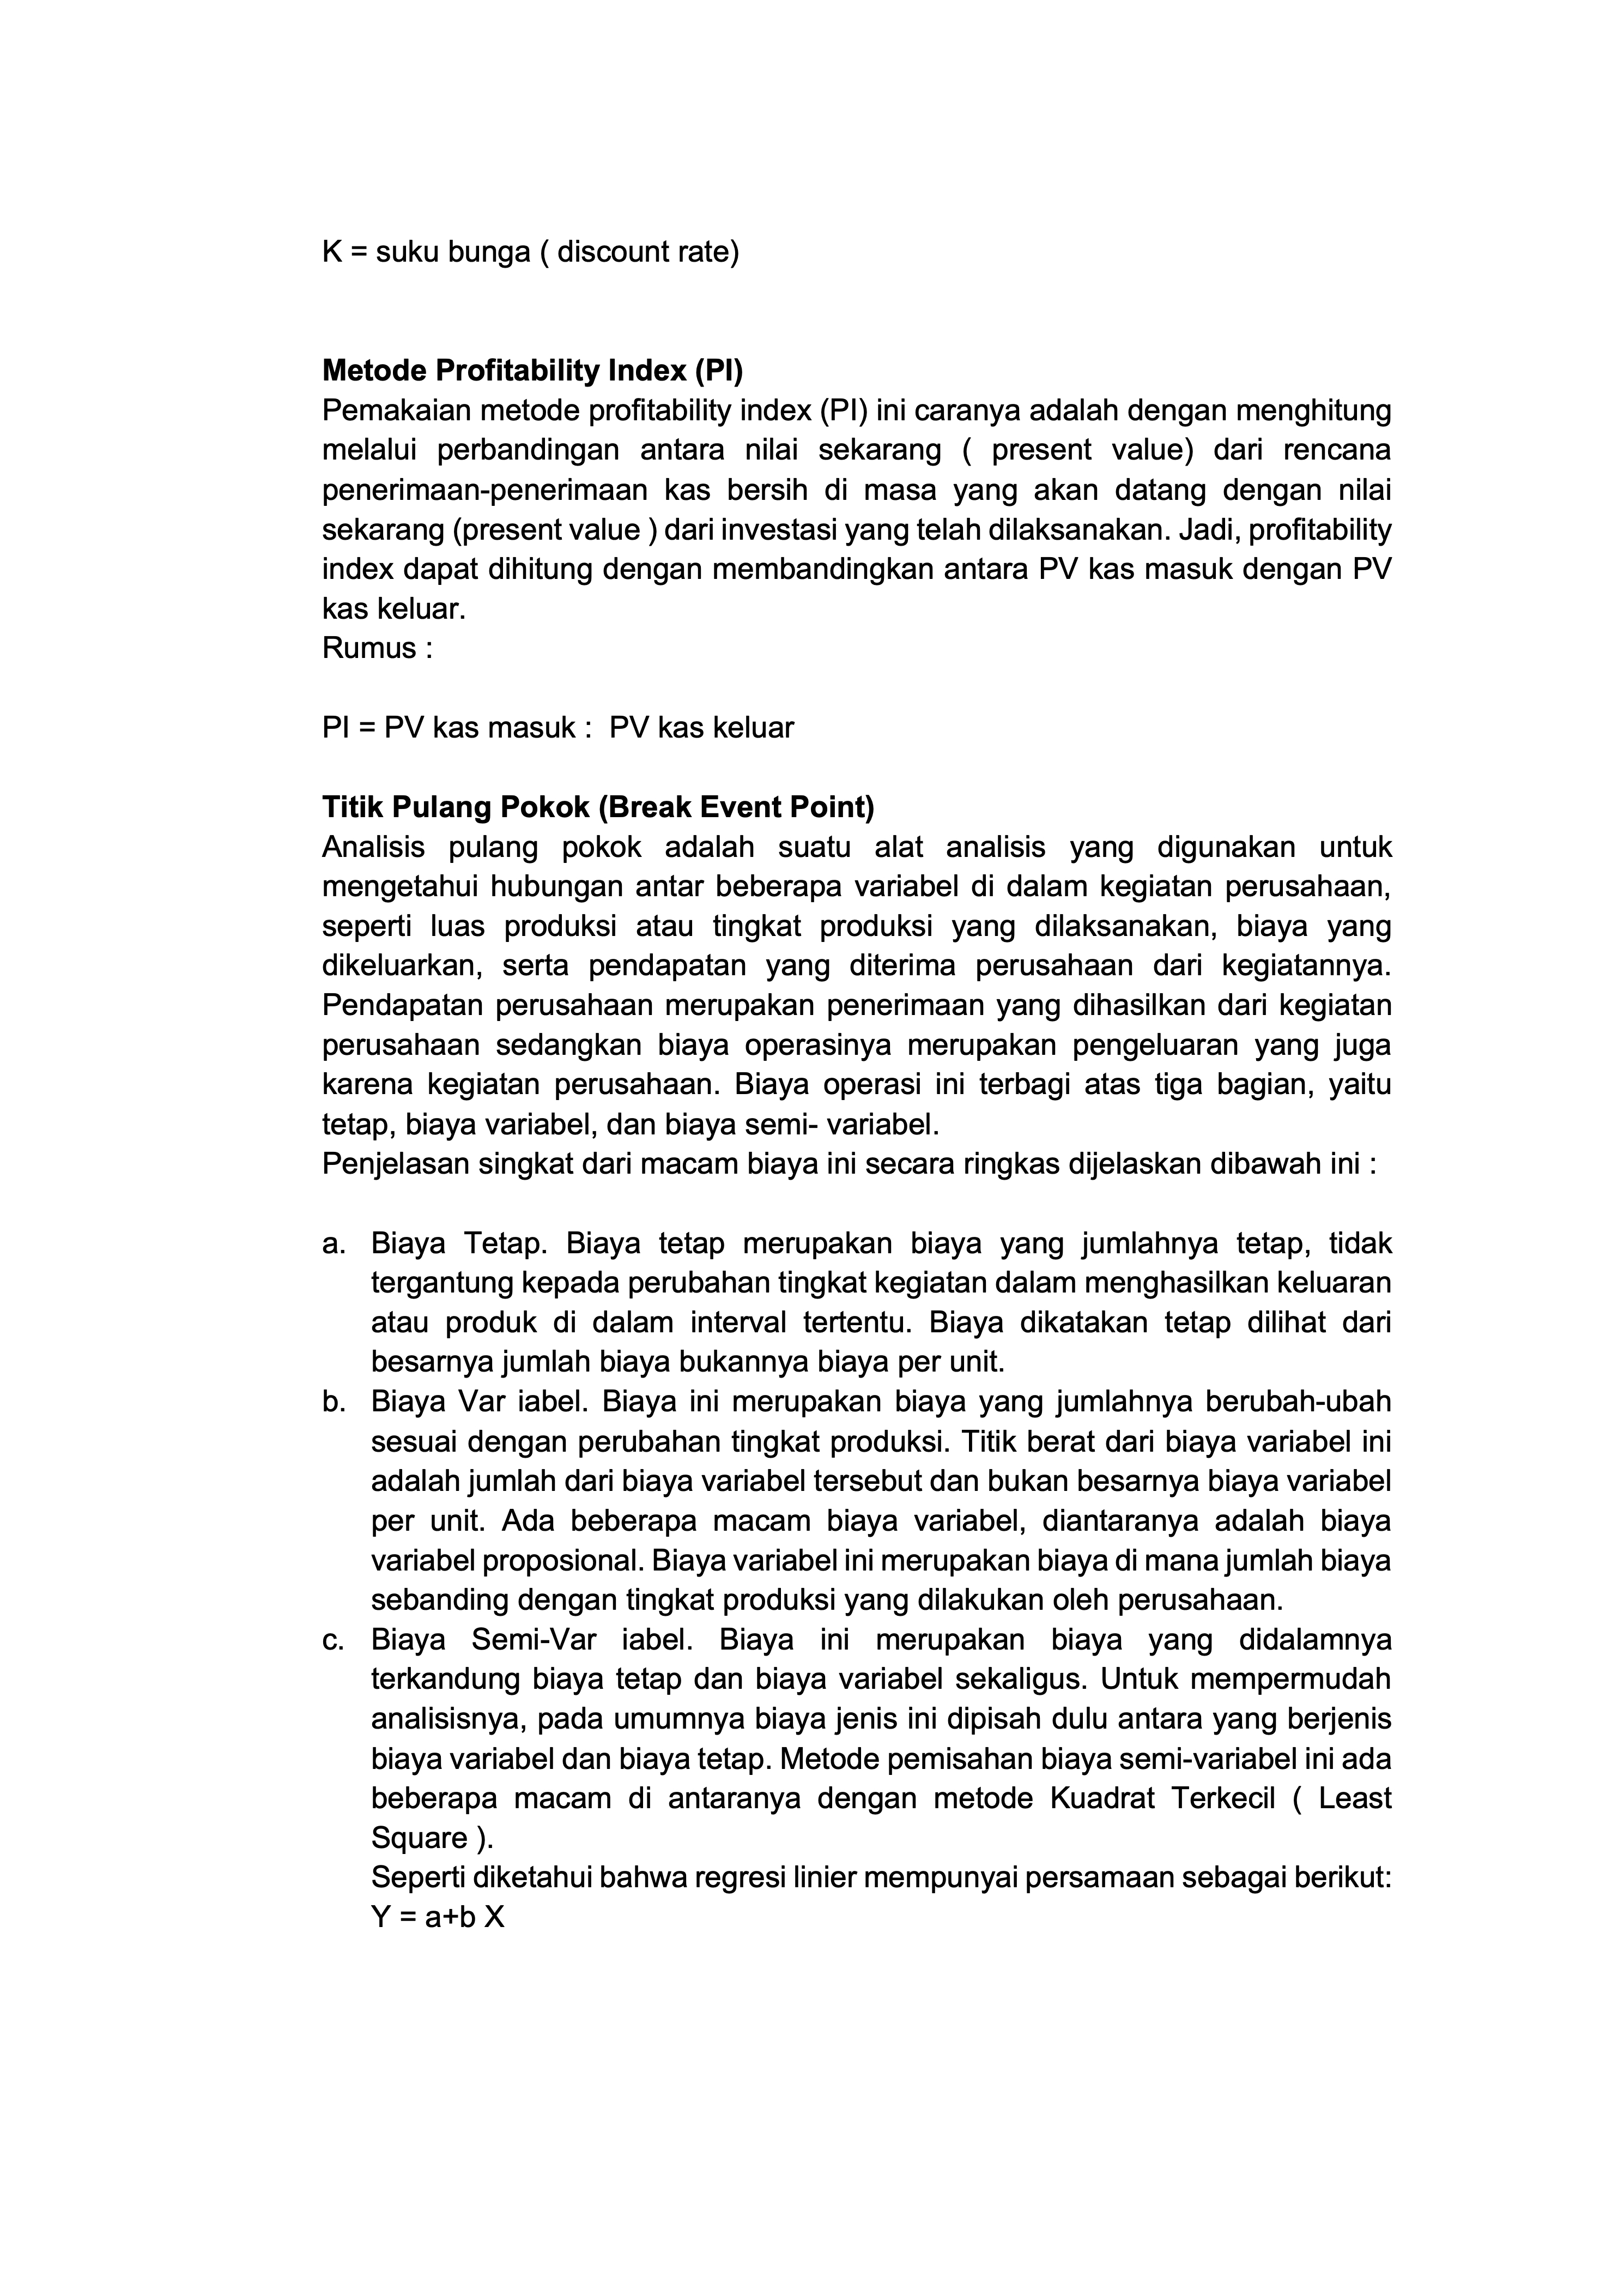 K = suku bunga ( discount rate)
Metode Profitability Index (PI)
Pemakaian metode profitability index (PI) ini caranya adalah dengan menghitung
melalui perbandingan antara nilai sekarang ( present value) dari rencana
penerimaan-penerimaan kas bersih di masa yang akan datang dengan nilai
sekarang (present value ) dari investasi yang telah dilaksanakan. Jadi, profitability
index dapat dihitung dengan membandingkan antara PV kas masuk dengan PV
kas keluar.
Rumus :
PI = PV kas masuk :  PV kas keluar
Titik Pulang Pokok (Break Event Point)
Analisis pulang pokok adalah suatu alat analisis yang digunakan untuk
mengetahui hubungan antar beberapa variabel di dalam kegiatan perusahaan,
seperti luas produksi atau tingkat produksi yang dilaksanakan, biaya yang
dikeluarkan, serta pendapatan yang diterima perusahaan dari kegiatannya.
Pendapatan perusahaan merupakan penerimaan yang dihasilkan dari kegiatan
perusahaan sedangkan biaya operasinya merupakan pengeluaran yang juga
karena kegiatan perusahaan. Biaya operasi ini terbagi atas tiga bagian, yaitu
tetap, biaya variabel, dan biaya semi- variabel.
Penjelasan singkat dari macam biaya ini secara ringkas dijelaskan dibawah ini :
a. Biaya Tetap. Biaya tetap merupakan biaya yang jumlahnya tetap, tidak
tergantung kepada perubahan tingkat kegiatan dalam menghasilkan keluaran
atau produk di dalam interval tertentu. Biaya dikatakan tetap dilihat dari
besarnya jumlah biaya bukannya biaya per unit.
b. Biaya Var iabel. Biaya ini merupakan biaya yang jumlahnya berubah-ubah
sesuai dengan perubahan tingkat produksi. Titik berat dari biaya variabel ini
adalah jumlah dari biaya variabel tersebut dan bukan besarnya biaya variabel
per unit. Ada beberapa macam biaya variabel, diantaranya adalah biaya
variabel proposional. Biaya variabel ini merupakan biaya di mana jumlah biaya
sebanding dengan tingkat produksi yang dilakukan oleh perusahaan.
c. Biaya Semi-Var iabel. Biaya ini merupakan biaya yang didalamnya
terkandung biaya tetap dan biaya variabel sekaligus. Untuk mempermudah
analisisnya, pada umumnya biaya jenis ini dipisah dulu antara yang berjenis
biaya variabel dan biaya tetap. Metode pemisahan biaya semi-variabel ini ada
beberapa macam di antaranya dengan metode Kuadrat Terkecil ( Least
Square ).
Seperti diketahui bahwa regresi linier mempunyai persamaan sebagai berikut:
Y = a+b X